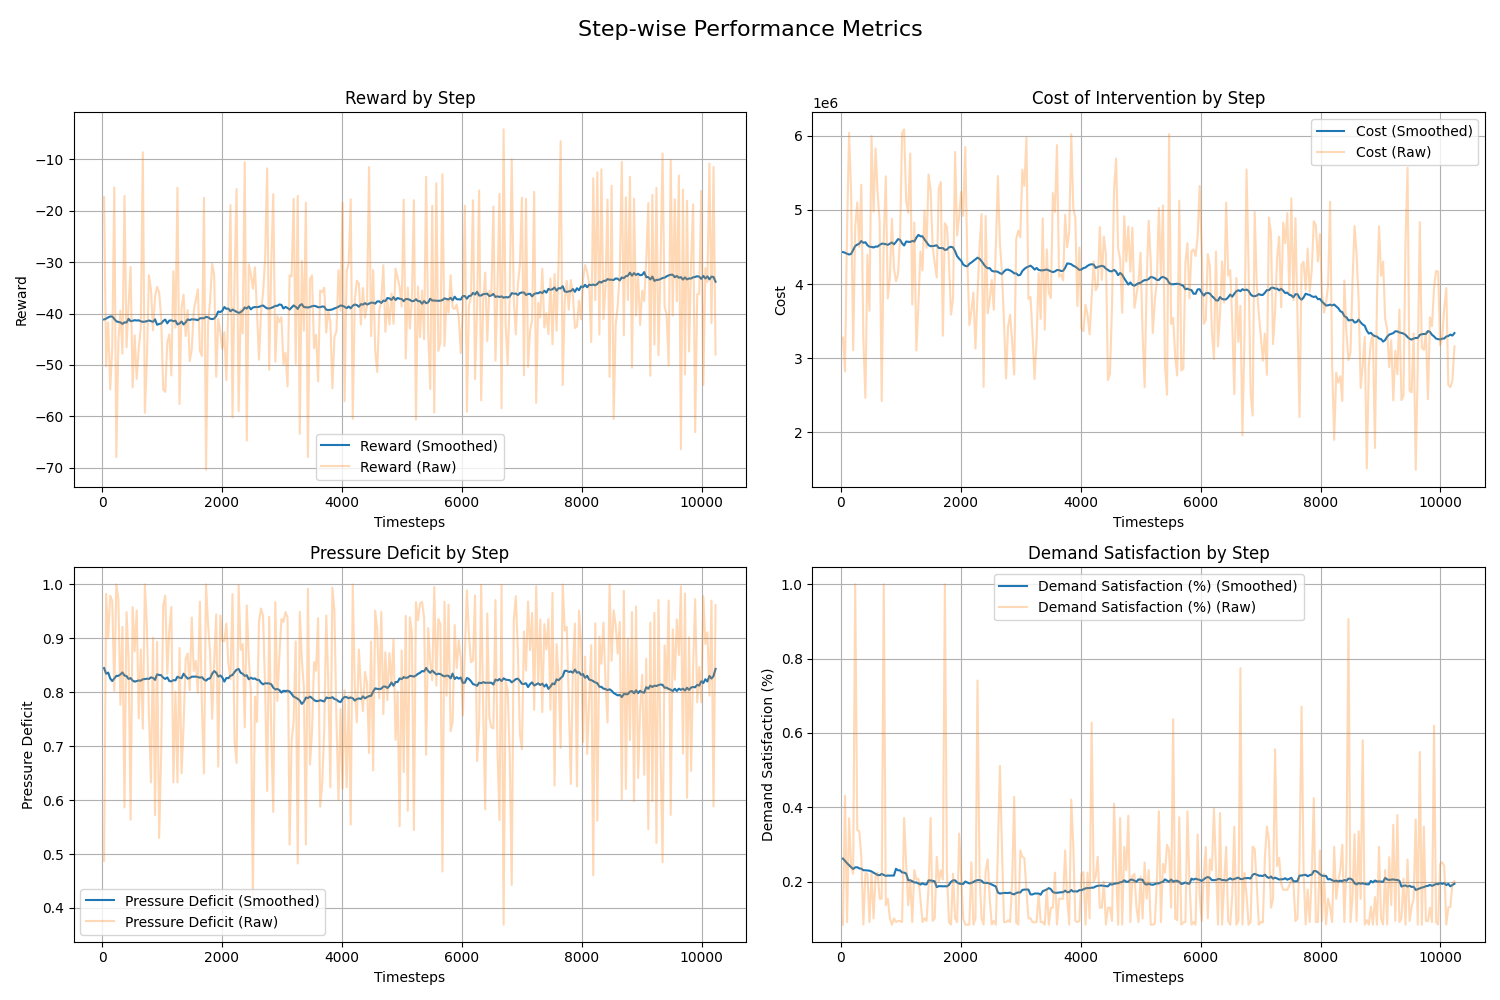 Step-wise Performance Metrics
Reward by Step
Reward
−10
−20
−30
−40
−50
−60
−70
Reward (Smoothed)
Reward (Raw)
0 2000 4000 6000 8000 10000
Timesteps
Cost of Intervention by Step
1e6
Cost
6
5
4
3
2
Cost (Smoothed)
Cost (Raw)
0 2000 4000 6000 8000 10000
Timesteps
Pressure Deficit by Step
Pressure Deficit
1.0
0.9
0.8
0.7
0.6
0.5
0.4
Pressure Deficit (Smoothed)
Pressure Deficit (Raw)
0 2000 4000 6000 8000 10000
Timesteps
Demand Satisfaction by Step
Demand Satisfaction (%)
1.0
0.8
0.6
0.4
0.2
Demand Satisfaction (%) (Smoothed)
Demand Satisfaction (%) (Raw)
0 2000 4000 6000 8000 10000
Timesteps